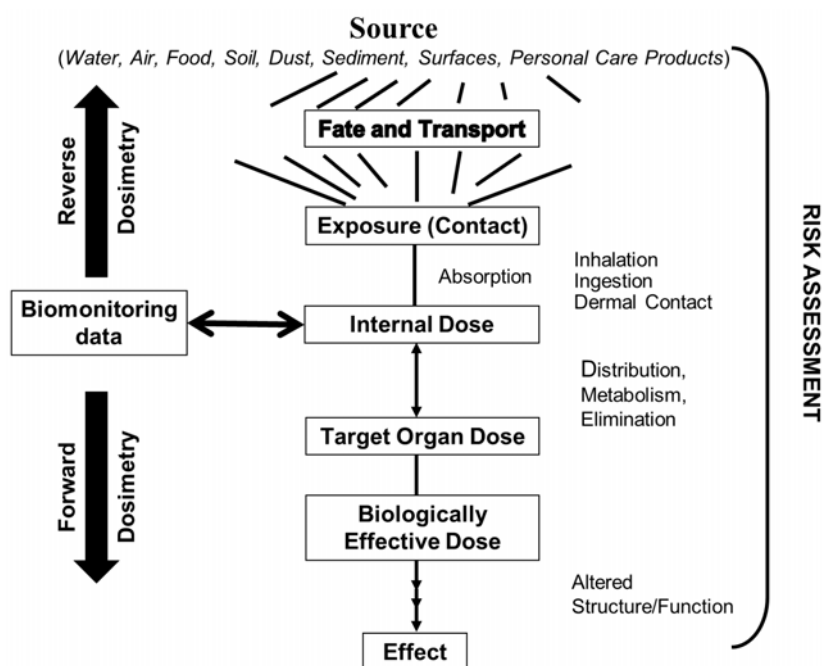 Source
(Water, Air, Food, Soil, Dust, Sediment, Surfaces, Personal Care Products)
Fate and Transport
Exposure (Contact)
Absorption
Inhalation
Ingestion
Dermal Contact
Reverse
Dosimetry
Biomonitoring
data
Internal Dose
Distribution,
Metabolism,
Elimination
Target Organ Dose
Forward
Dosimetry
Biologically
Effective Dose
Altered
Structure/Function
Effect
RISK ASSESSMENT